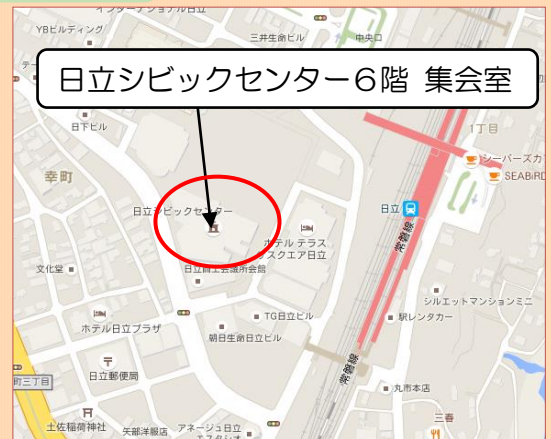 インターナショナル日立
YBビルディング
三井生命ビル
中央口
日立シビックセンター6階 集会室
日下ビル
1丁目
シーバーズカ
SEABiRD
幸町
日立シビックセンター
日立
常磐線
ホテル テラス
ザ スクエア日立
日立商工会議所会館
文化堂
シルエットマンションミニ
TG日立ビル
駅レンタカー
ホテル日立プラザ
朝日生命日立ビル
日立郵便局
常磐線
町三丁目
丸市本店
土佐稲荷神社
矢部洋服店
アネージュ日立
エスタシオ
三春